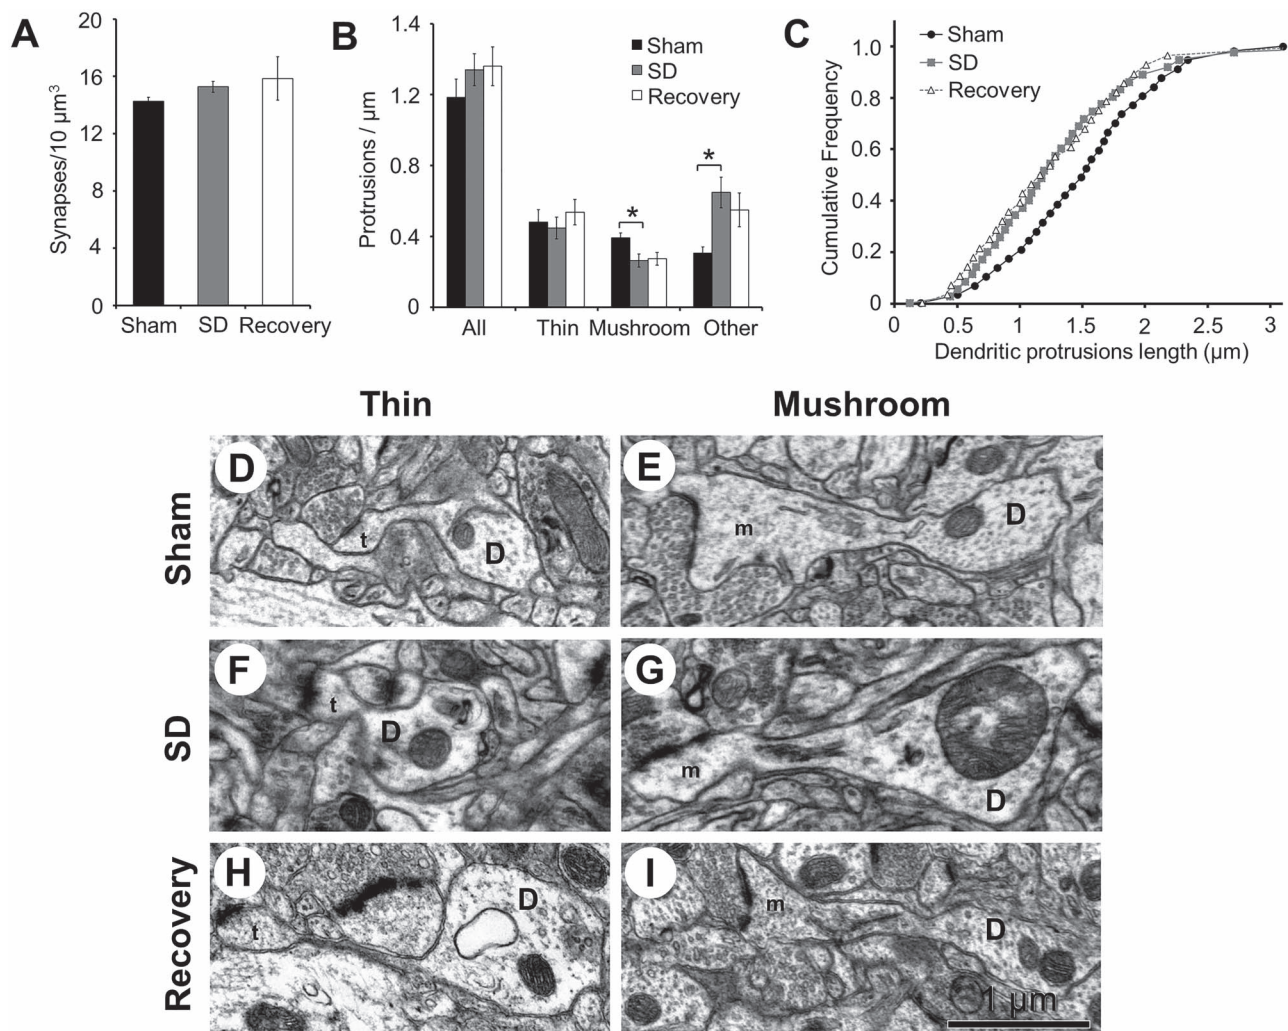 A
Synapses/10 µm³
20
16
12
8
4
0
Sham SD Recovery
B
Protrusions / µm
1.4
1.2
0.8
0.4
0
Sham
SD
Recovery
*
*
All Thin Mushroom Other
C
Cumulative Frequency
1.0
0.8
0.6
0.4
0.2
0
Sham
SD
Recovery
0 0.5 1 1.5 2 2.5 3
Dendritic protrusions length (µm)
Thin Mushroom
Sham
D
t
D
E
m
D
SD
F
t
D
G
m
D
Recovery
H
t
D
I
m
D
1 µm